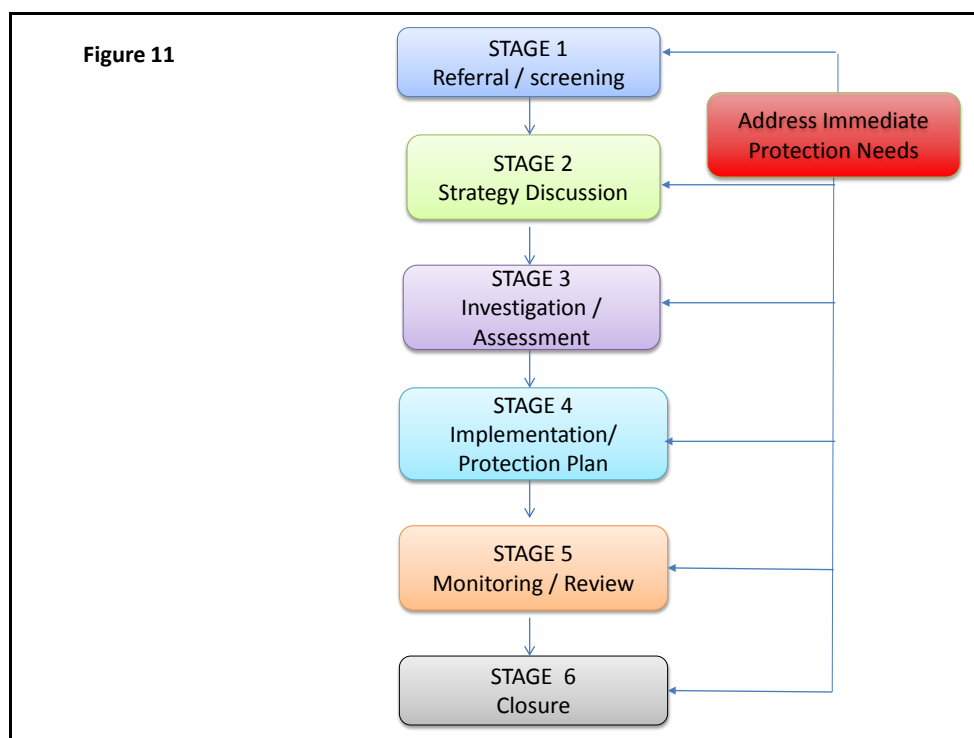 Figure 11
STAGE 1
Referral / screening
Address Immediate
Protection Needs
STAGE 2
Strategy Discussion
STAGE 3
Investigation /
Assessment
STAGE 4
Implementation/
Protection Plan
STAGE 5
Monitoring / Review
STAGE 6
Closure